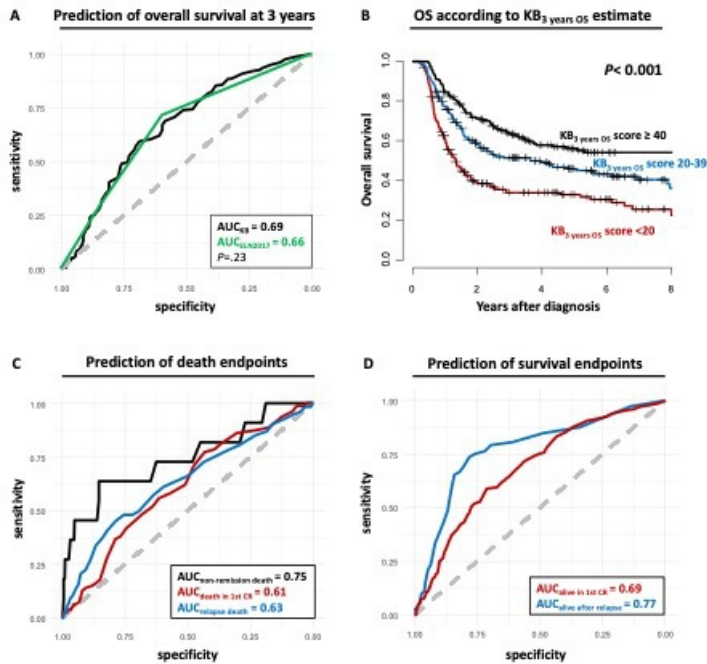 A
Prediction of overall survival at 3 years
1.00
0.75
0.50
0.25
0.00
sensitivity
AUCKB = 0.69
AUCELN2017 = 0.66
P=.23
1.00 0.75 0.50 0.25 0.00
specificity
B
OS according to KB3 years OS estimate
1.0
0.8
0.6
0.4
0.2
0.0
Overall survival
P< 0.001
KB3 years OS score ≥ 40
KB3 years OS score 20-39
KB3 years OS score <20
0 2 4 6 8
Years after diagnosis
C
Prediction of death endpoints
1.00
0.75
0.50
0.25
0.00
sensitivity
AUCnon-remission death = 0.75
AUCdeath in 1st CR = 0.61
AUCrelapse death = 0.63
1.00 0.75 0.50 0.25 0.00
specificity
D
Prediction of survival endpoints
1.00
0.75
0.50
0.25
0.00
sensitivity
AUCalive in 1st CR = 0.69
AUCalive after relapse = 0.77
1.00 0.75 0.50 0.25 0.00
specificity